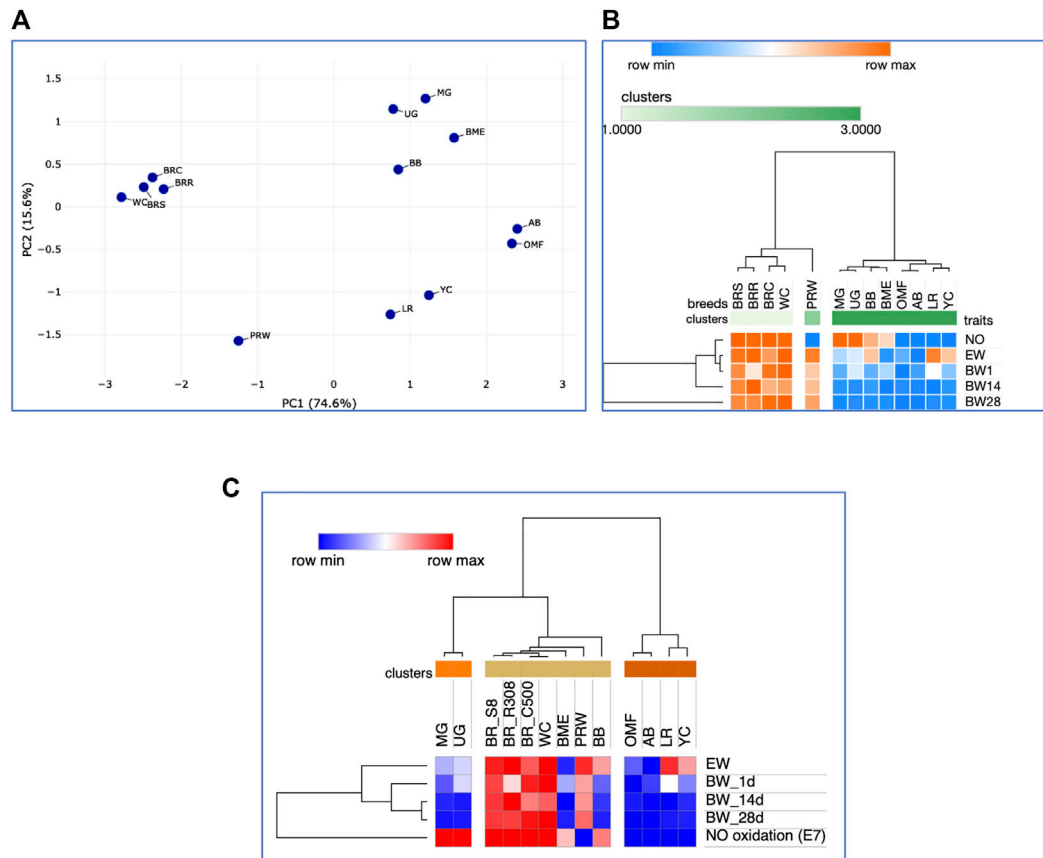 A
PC2 (15.6%)
1.5
1
0.5
0
−0.5
−1
−1.5
MG
UG
BME
BB
BRC
BRR
WC
BRS
AB
OMF
YC
LR
PRW
−3
−2
−1
0
1
2
3
PC1 (74.6%)
B
row min
row max
clusters
1.0000
3.0000
breeds
BRS
BRR
BRC
WC
PRW
MG
UG
BB
BME
OMF
AB
LR
YC
clusters
traits
NO
EW
BW1
BW14
BW28
C
row min
row max
clusters
MG
UG
BR_S8
BR_R308
BR_C500
WC
BME
PRW
BB
OMF
AB
LR
YC
EW
BW_1d
BW_14d
BW_28d
NO oxidation (E7)